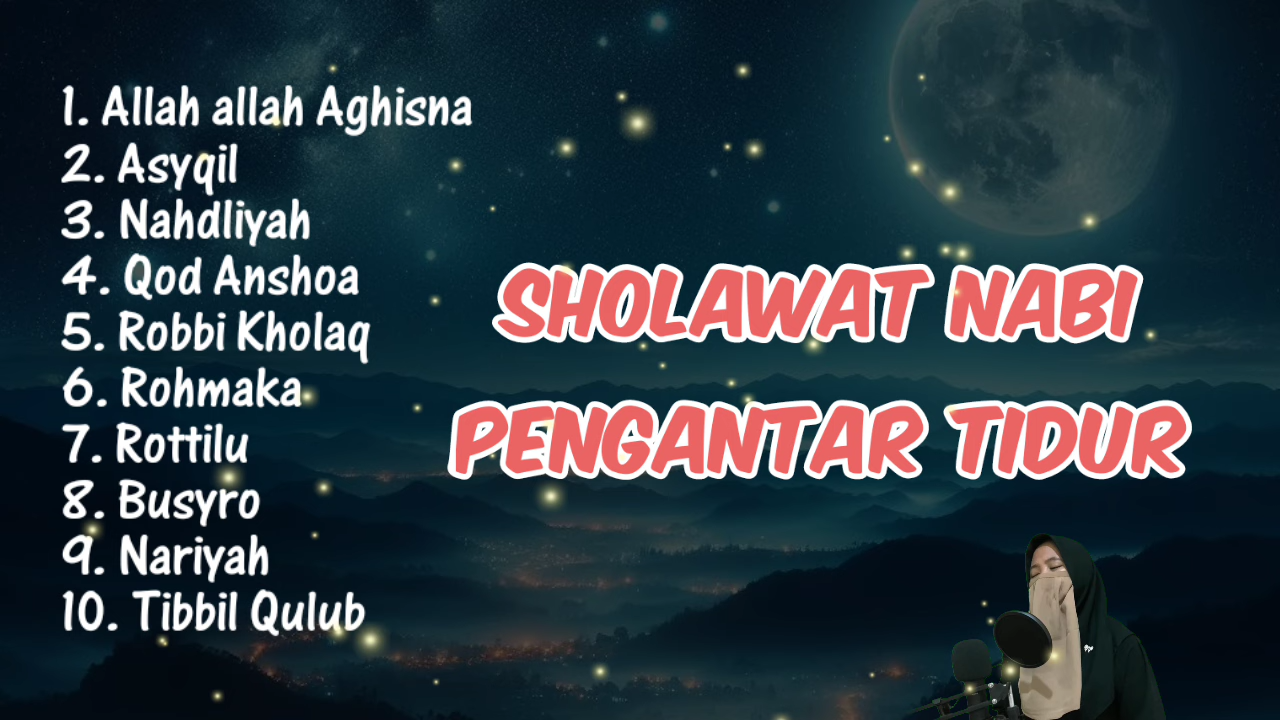 1. Allah allah Aghisna
2. Asyqil
3. Nahdliyah
4. Qod Anshoa
5. Robbi Kholaq
6. Rohmaka
7. Rottilu
8. Busyro
9. Nariyah
10. Tibbil Qulub
SHOLAWAT NABI
PENGANTAR TIDUR